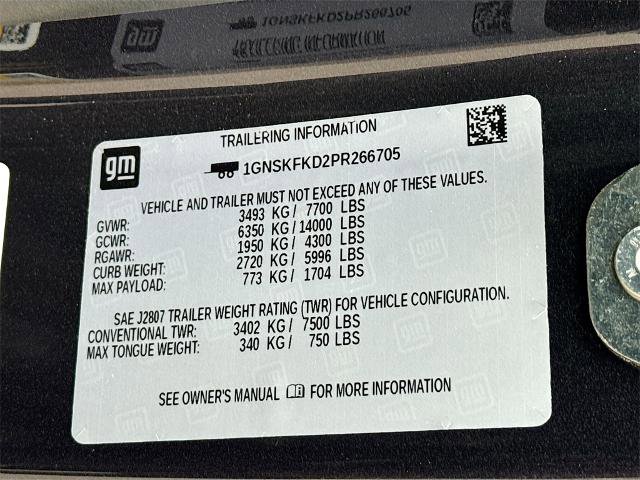 1GNSKFKD2PR266705
TRAILERING INFORMATION
gm
TRAILERING INFORMATION
1GNSKFKD2PR266705
VEHICLE AND TRAILER MUST NOT EXCEED ANY OF THESE VALUES.
GVWR: 3493 KG / 7700 LBS
GCWR: 6350 KG / 14000 LBS
RGAWR: 1950 KG / 4300 LBS
CURB WEIGHT: 2720 KG / 5996 LBS
MAX PAYLOAD: 773 KG / 1704 LBS
SAE J2807 TRAILER WEIGHT RATING (TWR) FOR VEHICLE CONFIGURATION.
CONVENTIONAL TWR: 3402 KG / 7500 LBS
MAX TONGUE WEIGHT: 340 KG / 750 LBS
SEE OWNER'S MANUAL FOR MORE INFORMATION